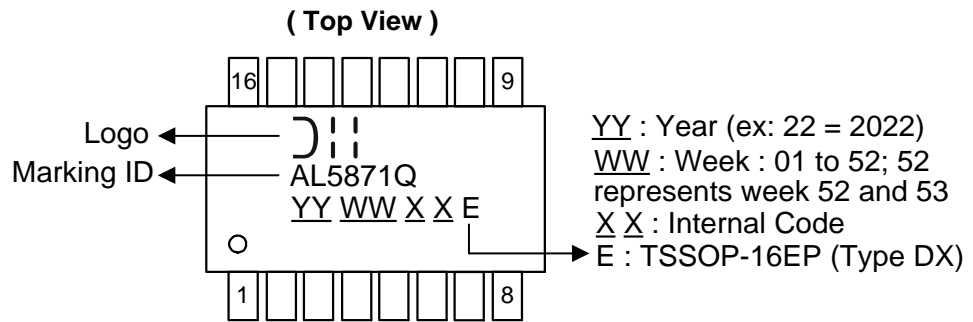 ( Top View )
16
9
Logo
Marking ID
AL5871Q
YY WW X X E
1
8
YY : Year (ex: 22 = 2022)
WW : Week : 01 to 52; 52
represents week 52 and 53
X X : Internal Code
E : TSSOP-16EP (Type DX)